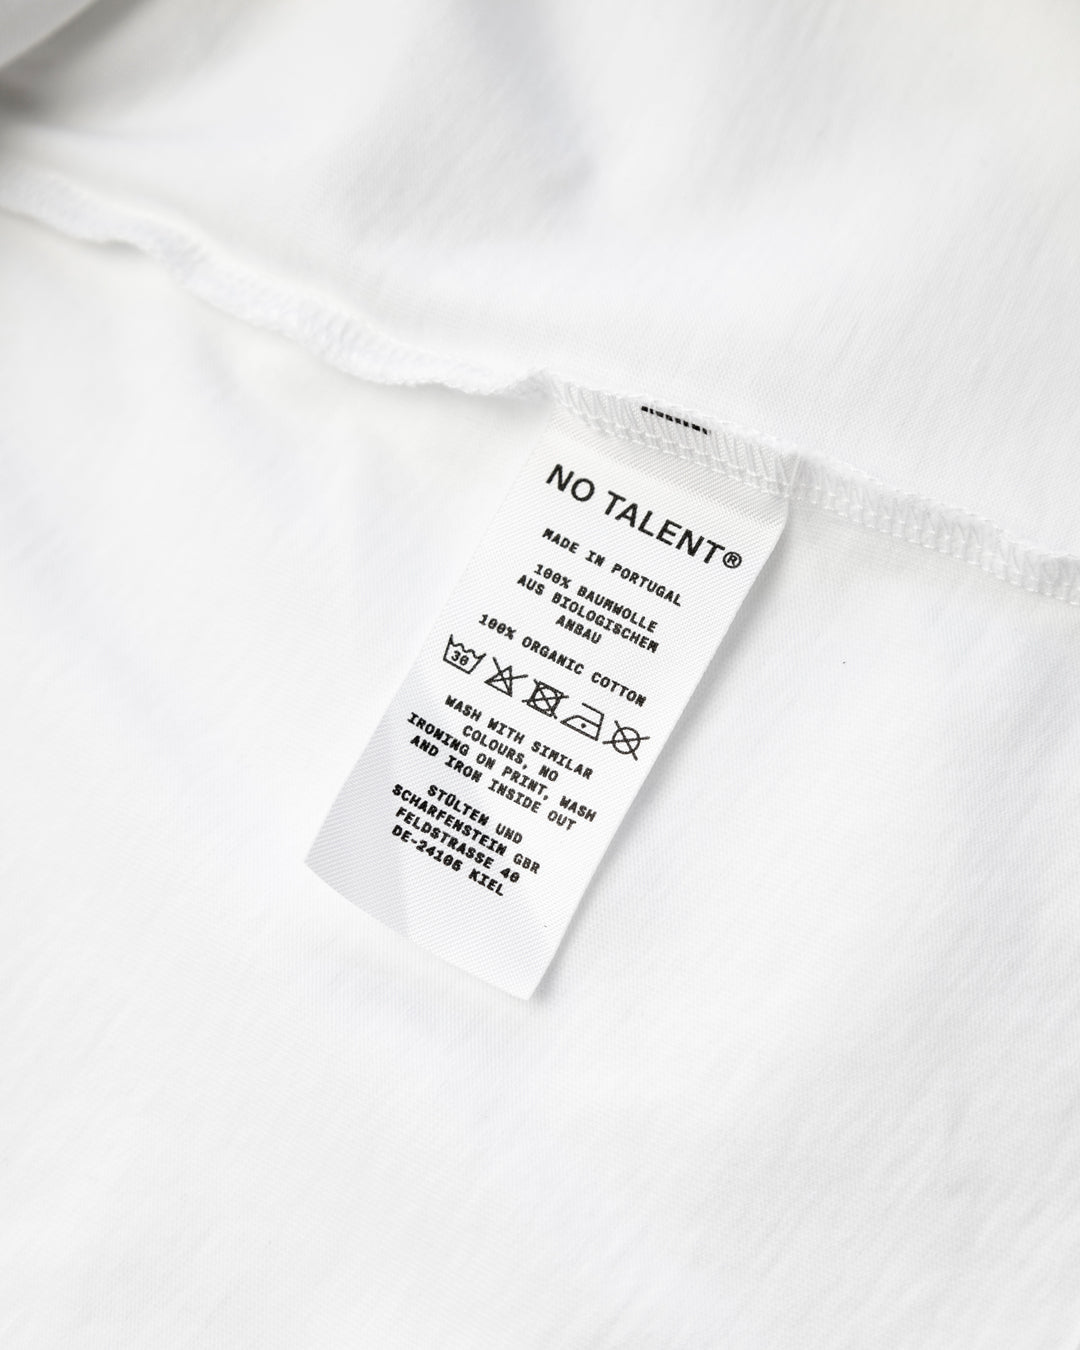 NO TALENT®
MADE IN PORTUGAL
100% BAUMWOLLE
AUS BIOLOGISCHEM
ANBAU
100% ORGANIC COTTON
30
WASH WITH SIMILAR
COLOURS, NO
IRONING ON PRINT, WASH
AND IRON INSIDE OUT
STÜLTEN UND
SCHARFENSTEIN GBR
FELDSTRASSE 40
DE-24105 KIEL